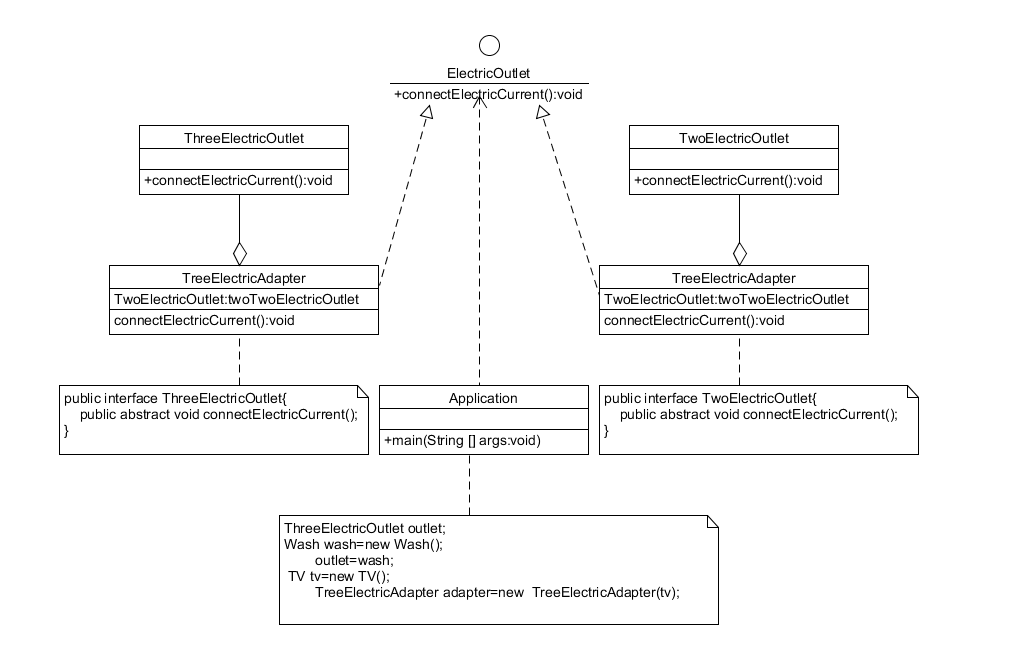 ElectricOutlet
+connectElectricCurrent():void
ThreeElectricOutlet
+connectElectricCurrent():void
TwoElectricOutlet
+connectElectricCurrent():void
TreeElectricAdapter
TwoElectricOutlet:twoTwoElectricOutlet
connectElectricCurrent():void
TreeElectricAdapter
TwoElectricOutlet:twoTwoElectricOutlet
connectElectricCurrent():void
public interface ThreeElectricOutlet{
public abstract void connectElectricCurrent();
}
Application
+main(String [] args:void)
public interface TwoElectricOutlet{
public abstract void connectElectricCurrent();
}
ThreeElectricOutlet outlet;
Wash wash=new Wash();
outlet=wash;
TV tv=new TV();
TreeElectricAdapter adapter=new TreeElectricAdapter(tv);